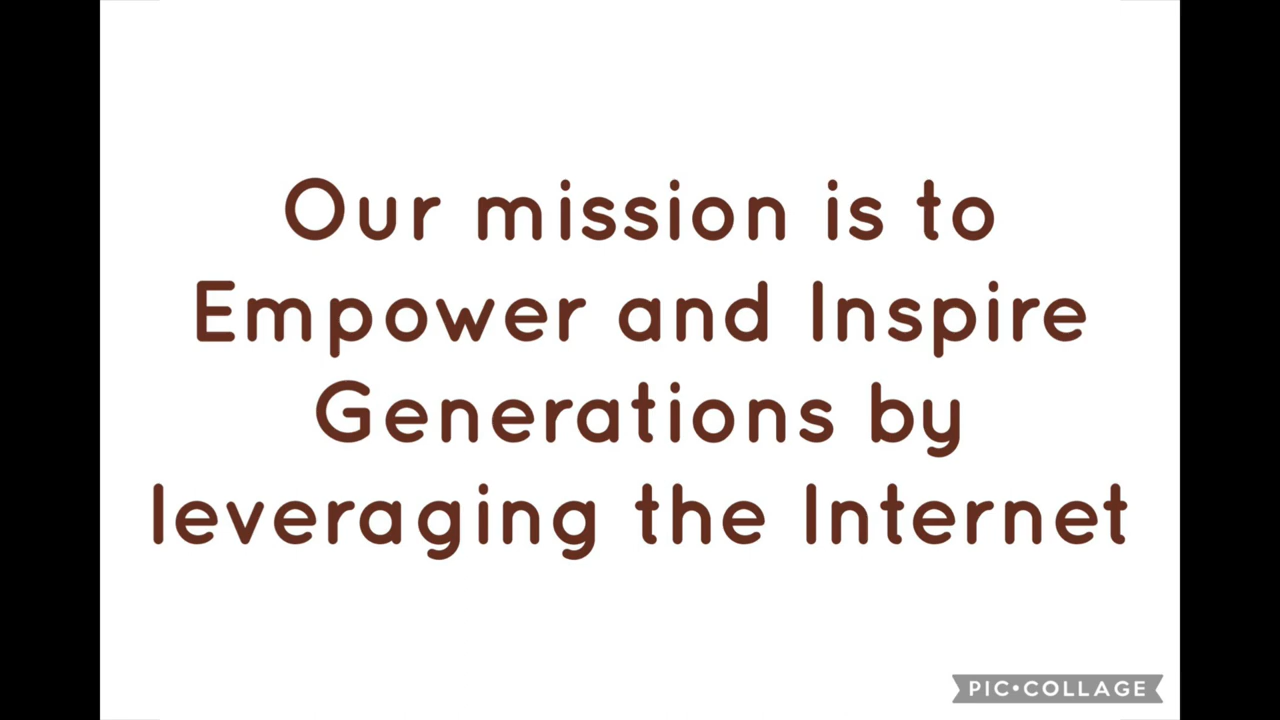 Our mission is to
Empower and Inspire
Generations by
leveraging the Internet
PIC•COLLAGE